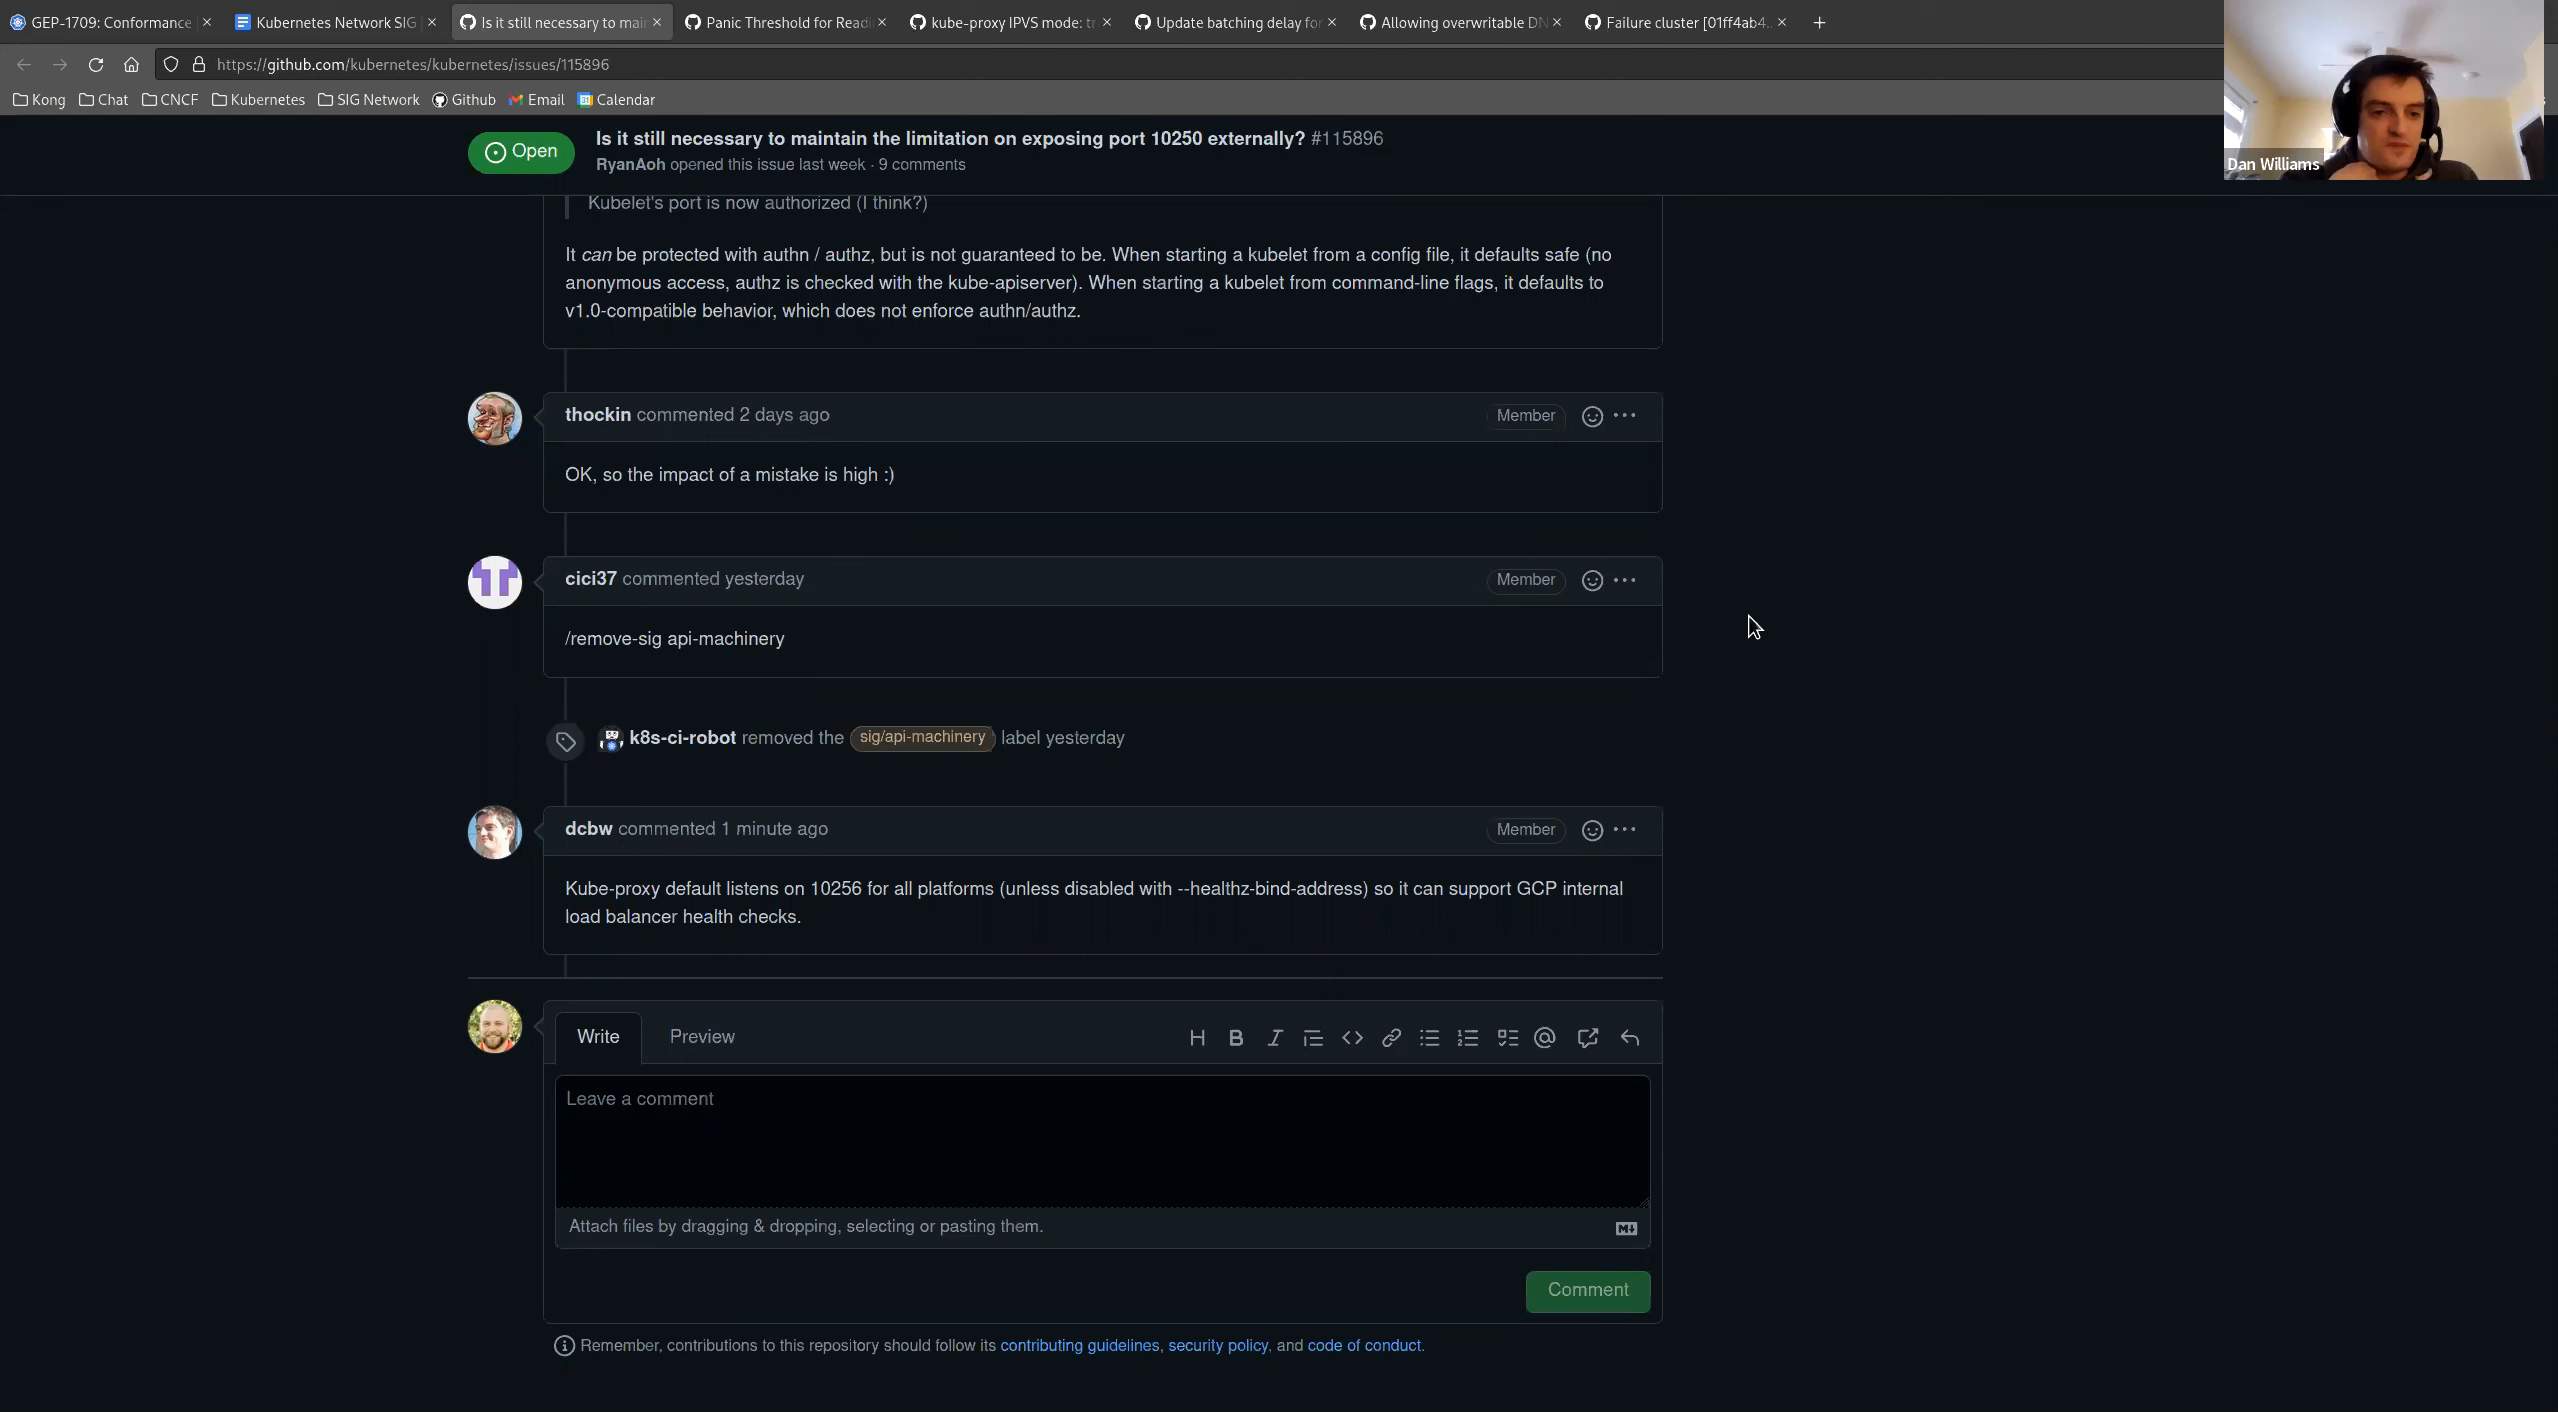 GEP-1709: Conformance
Kubernetes Network SIG
Is it still necessary to main
Panic Threshold for Readi
kube-proxy IPVS mode: tr
Update batching delay for
Allowing overwritable DN
Failure cluster [01ff4ab4...
https://github.com/kubernetes/kubernetes/issues/115896
Kong Chat CNCF Kubernetes SIG Network Github Email Calendar
Dan Williams
Open
Is it still necessary to maintain the limitation on exposing port 10250 externally? #115896
RyanAoh opened this issue last week · 9 comments
Kubelet's port is now authorized (I think?)
It can be protected with authn / authz, but is not guaranteed to be. When starting a kubelet from a config file, it defaults safe (no
anonymous access, authz is checked with the kube-apiserver). When starting a kubelet from command-line flags, it defaults to
v1.0-compatible behavior, which does not enforce authn/authz.
thockin commented 2 days ago
Member
OK, so the impact of a mistake is high :)
cici37 commented yesterday
Member
/remove-sig api-machinery
k8s-ci-robot removed the sig/api-machinery label yesterday
dcbw commented 1 minute ago
Member
Kube-proxy default listens on 10256 for all platforms (unless disabled with --healthz-bind-address) so it can support GCP internal
load balancer health checks.
Write Preview
Leave a comment
Attach files by dragging & dropping, selecting or pasting them.
Comment
Remember, contributions to this repository should follow its contributing guidelines, security policy, and code of conduct.